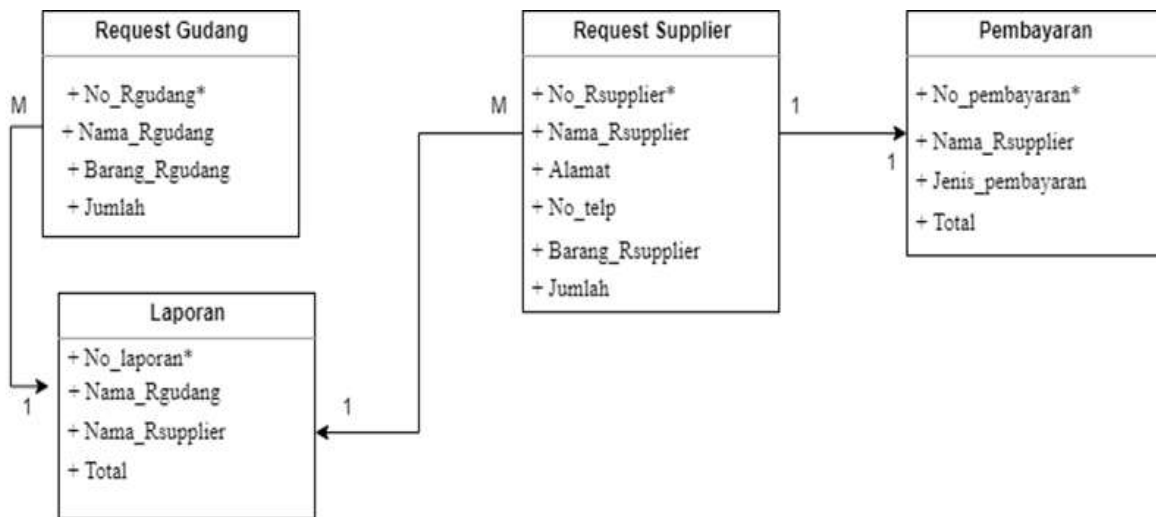 Request Gudang
+ No_Rgudang*
+ Nama_Rgudang
+ Barang_Rgudang
+ Jumlah
M
1
Laporan
+ No_laporan*
+ Nama_Rgudang
+ Nama_Rsupplier
+ Total
1
M
Request Supplier
+ No_Rsupplier*
+ Nama_Rsupplier
+ Alamat
+ No_telp
+ Barang_Rsupplier
+ Jumlah
1
1
Pembayaran
+ No_pembayaran*
+ Nama_Rsupplier
+ Jenis_pembayaran
+ Total